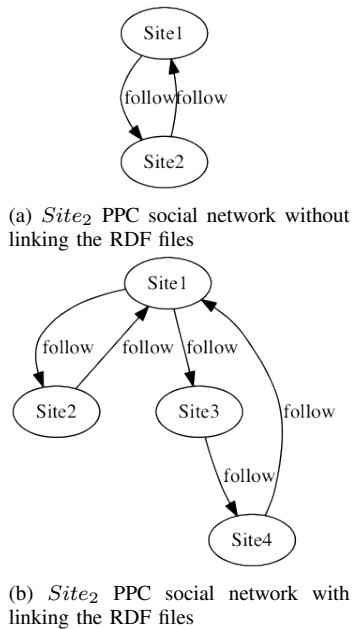 Site1
follow follow
Site2
(a) Site2 PPC social network without
linking the RDF files
Site1
follow follow follow
Site2 Site3 follow
follow
Site4
(b) Site2 PPC social network with
linking the RDF files